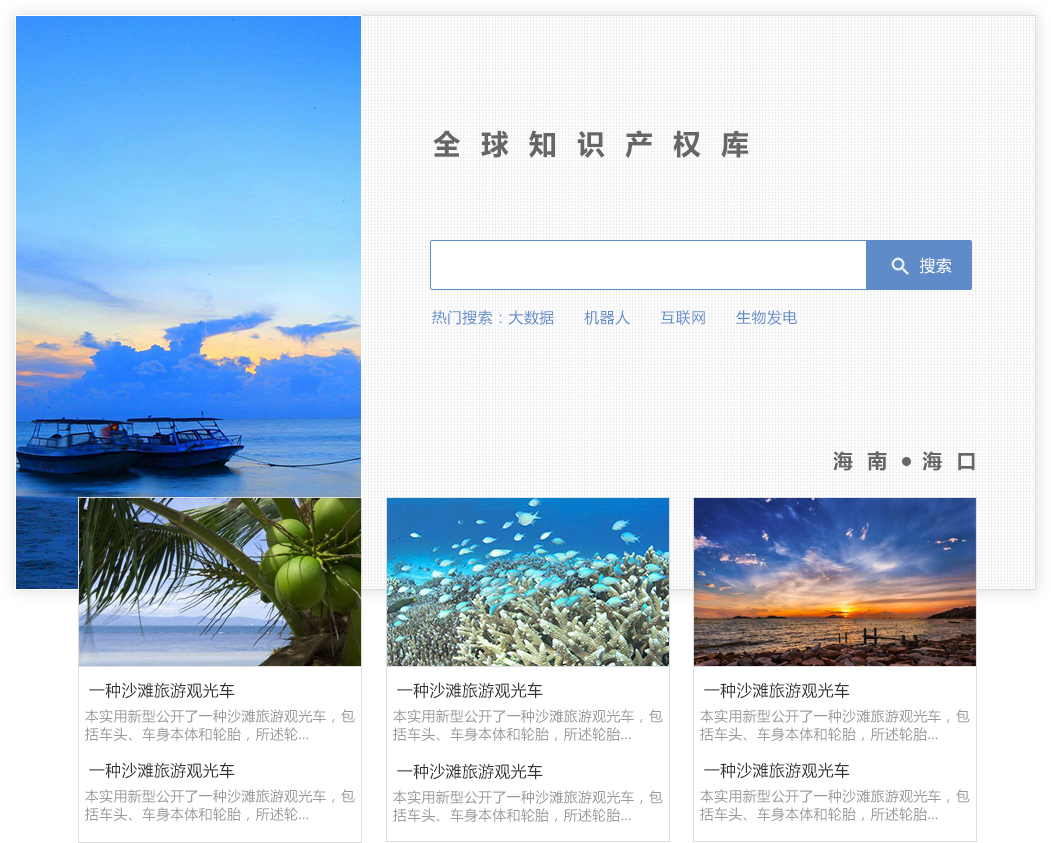 全球知识产权库
搜索
热门搜索：大数据 机器人 互联网 生物发电
海南●海口
一种沙滩旅游观光车
本实用新型公开了一种沙滩旅游观光车，包
括车头、车身本体和轮胎，所述轮...
一种沙滩旅游观光车
本实用新型公开了一种沙滩旅游观光车，包
括车头、车身本体和轮胎，所述轮...
一种沙滩旅游观光车
本实用新型公开了一种沙滩旅游观光车，包
括车头、车身本体和轮胎，所述轮胎...
一种沙滩旅游观光车
本实用新型公开了一种沙滩旅游观光车，包
括车头、车身本体和轮胎，所述轮胎...
一种沙滩旅游观光车
本实用新型公开了一种沙滩旅游观光车，包
括车头、车身本体和轮胎，所述轮胎...
一种沙滩旅游观光车
本实用新型公开了一种沙滩旅游观光车，包
括车头、车身本体和轮胎，所述轮胎...